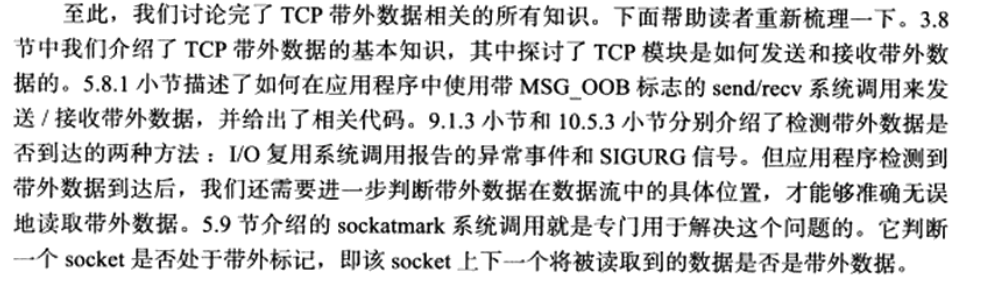 至此，我们讨论完了 TCP 带外数据相关的所有知识。下面帮助读者重新梳理一下。3.8
节中我们介绍了 TCP 带外数据的基本知识，其中探讨了 TCP 模块是如何发送和接收带外数
据的。5.8.1 小节描述了如何在应用程序中使用带 MSG_OOB 标志的 send/recv 系统调用来发
送 / 接收带外数据，并给出了相关代码。9.1.3 小节和 10.5.3 小节分别介绍了检测带外数据是
否到达的两种方法：I/O 复用系统调用报告的异常事件和 SIGURG 信号。但应用程序检测到
带外数据到达后，我们还需要进一步判断带外数据在数据流中的具体位置，才能够准确无误
地读取带外数据。5.9 节介绍的 sockatmark 系统调用就是专门用于解决这个问题的。它判断
一个 socket 是否处于带外标记，即该 socket 上下一个将被读取到的数据是否是带外数据。